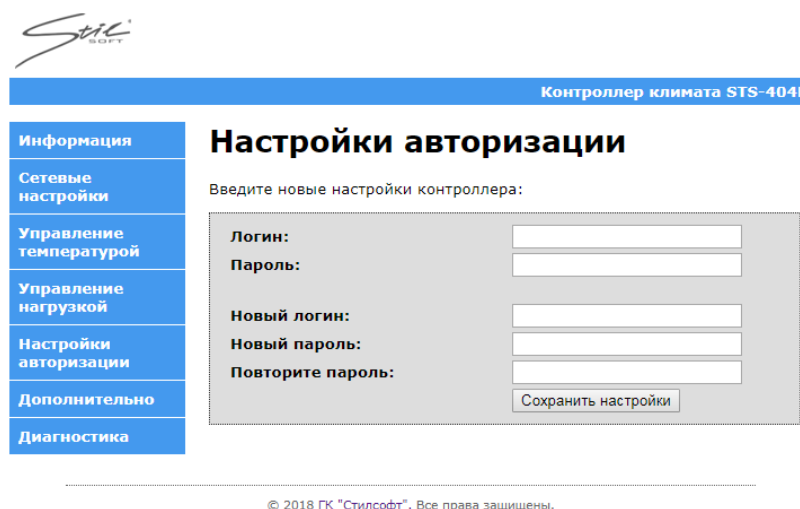 Stil
SOFT
Контроллер климата STS-404
Информация
Сетевые
настройки
Управление
температурой
Управление
нагрузкой
Настройки
авторизации
Дополнительно
Диагностика
Настройки авторизации
Введите новые настройки контроллера:
Логин:
Пароль:
Новый логин:
Новый пароль:
Повторите пароль:
Сохранить настройки
© 2018 ГК "Стилсофт". Все права защищены.